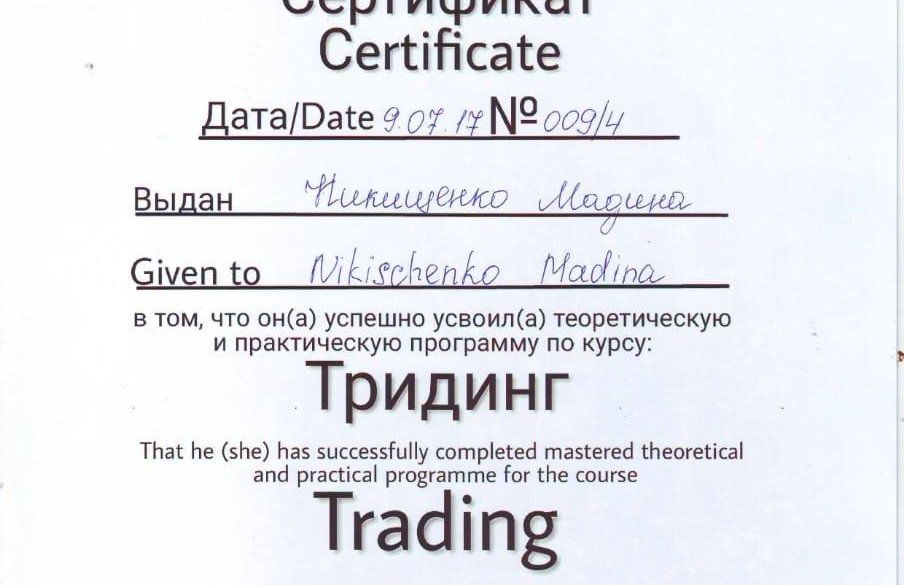 Сертификат
Certificate
Дата/Date 9.07.17 № 009/4
Выдан Никищенко Мадина
Given to Nikischenko Madina
в том, что он(а) успешно усвоил(а) теоретическую
и практическую программу по курсу:
Тридинг
That he (she) has successfully completed mastered theoretical
and practical programme for the course
Trading